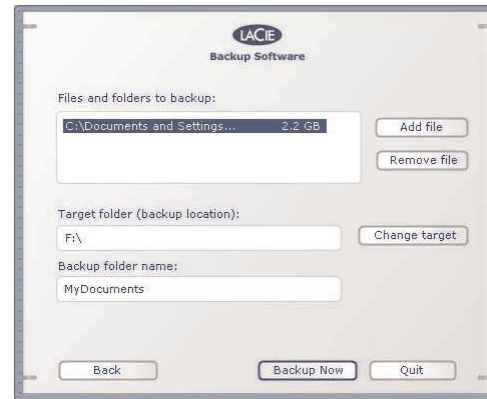 LACIE
Backup Software
Files and folders to backup:
C:\Documents and Settings... 2.2 GB
Add file
Remove file
Target folder (backup location):
F:\
Change target
Backup folder name:
MyDocuments
Back
Backup Now
Quit